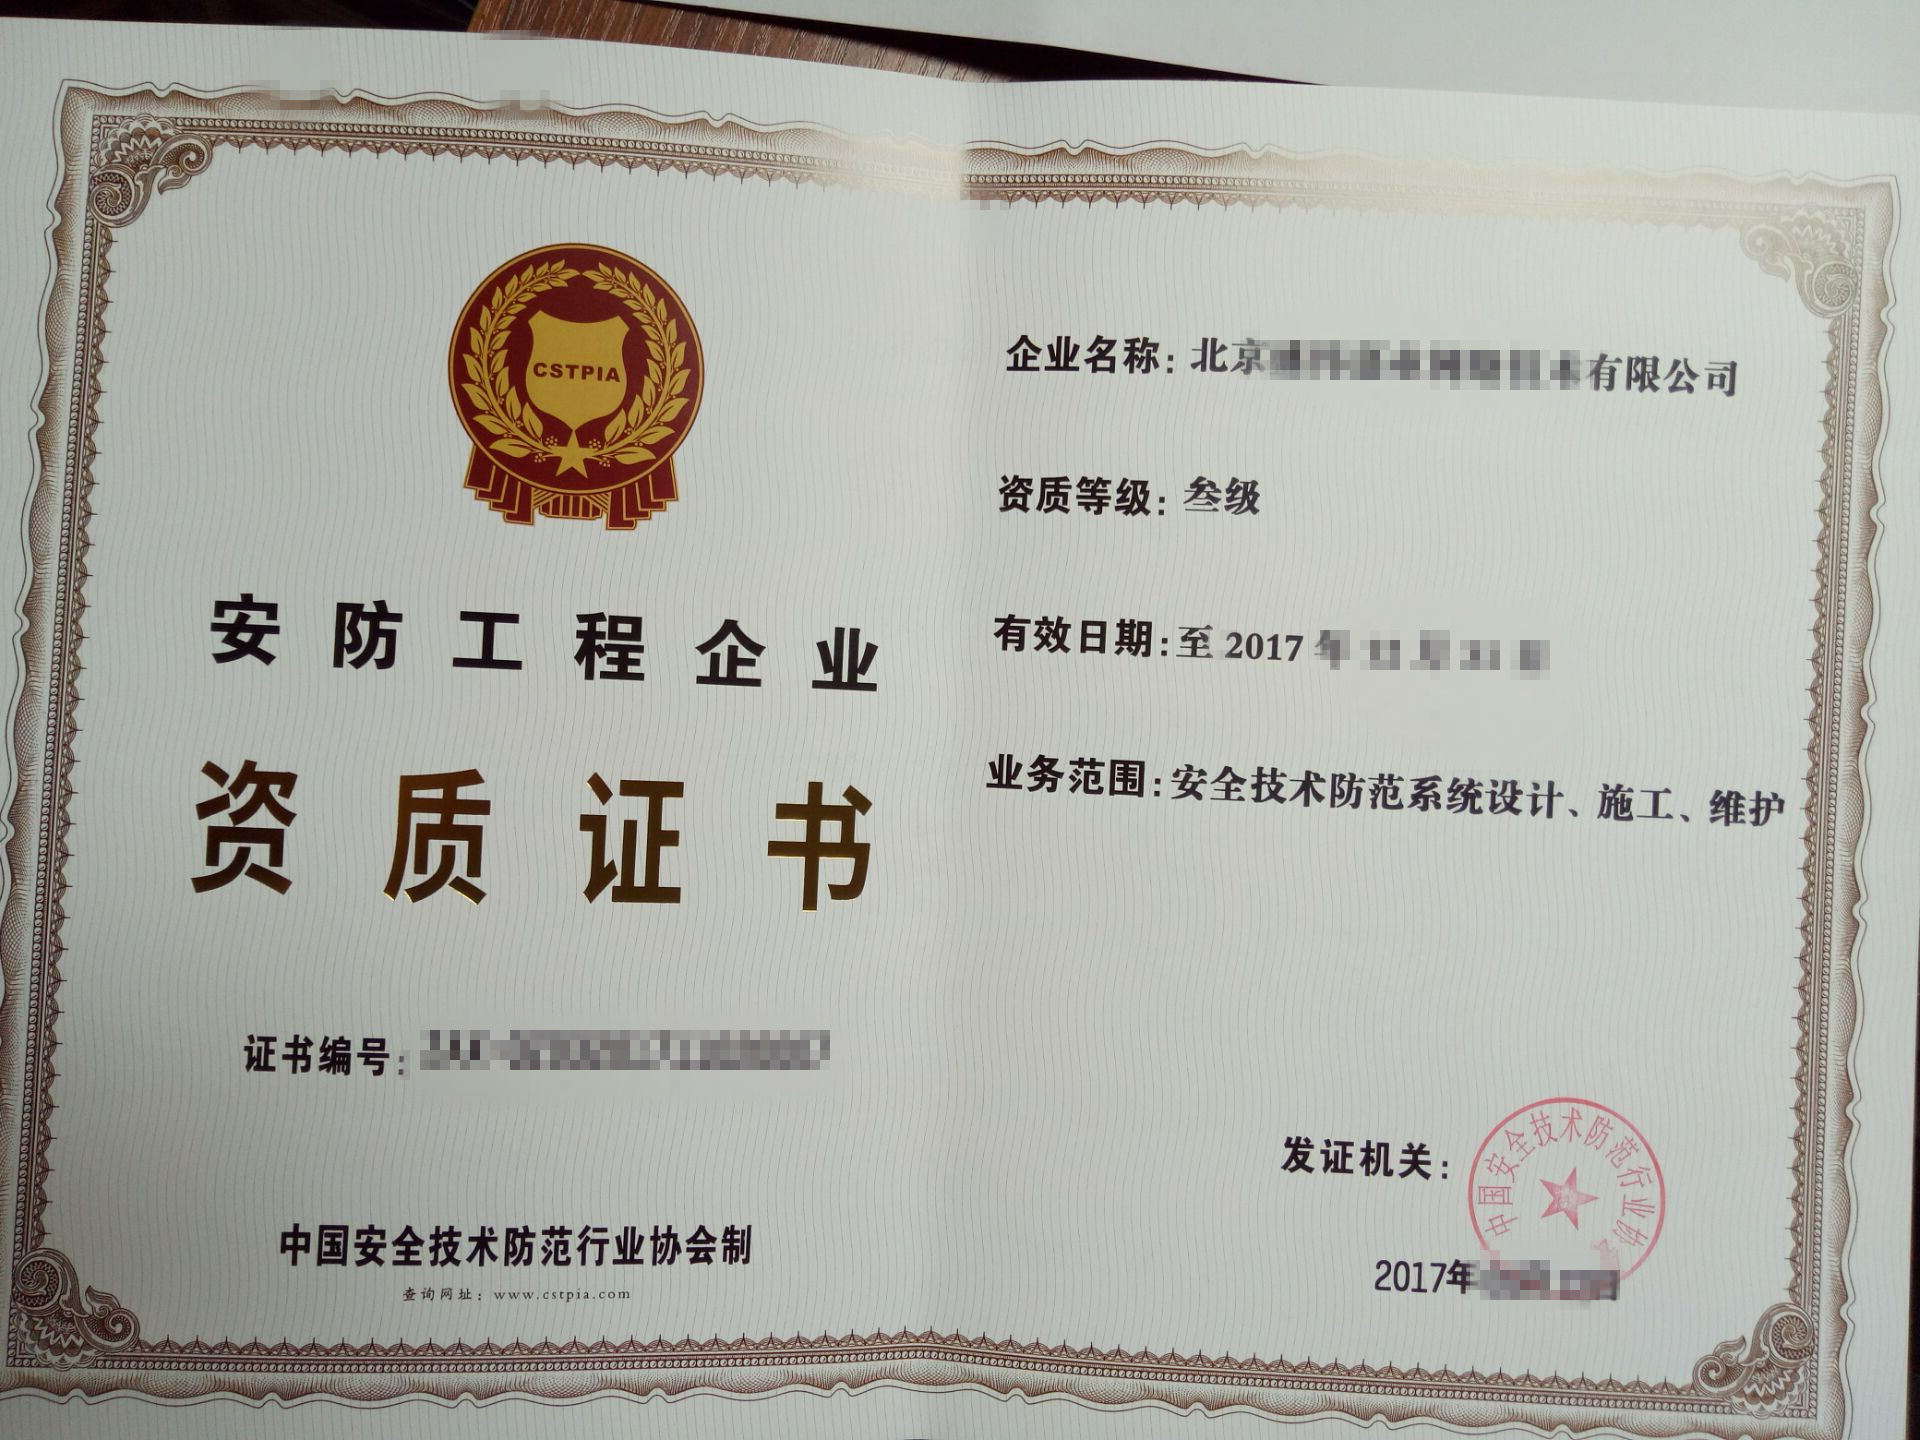 CSTPIA
安防工程企业
资质证书
证书编号:
中国安全技术防范行业协会制
查询网址：www.cstpia.com
企业名称: 北京 有限公司
资质等级: 叁级
有效日期: 至 2017 年
业务范围: 安全技术防范系统设计、施工、维护
发证机关:
中国安全技术防范行业协
2017年